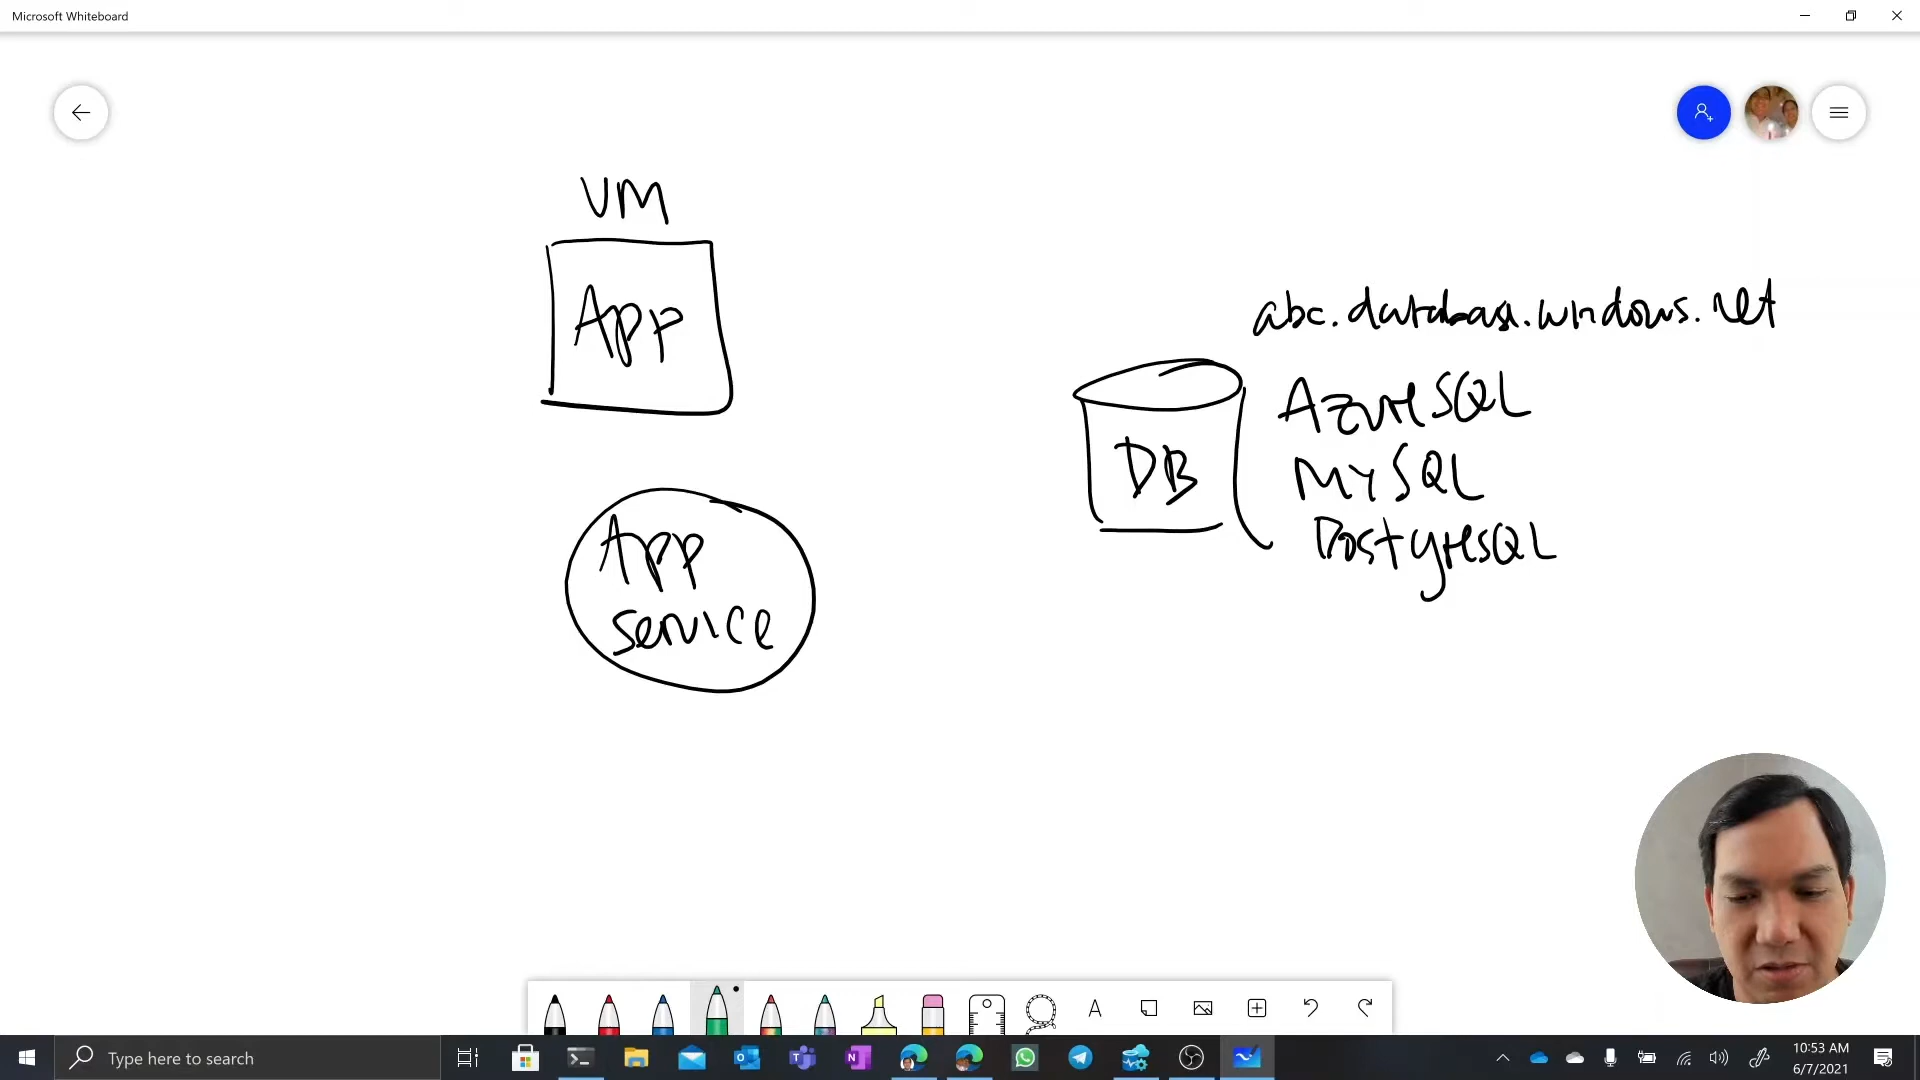 Microsoft Whiteboard
VM
App
abc.database.windows.net
AzureSQL
MYSQL
PostgreSQL
DB
App
service
A
Type here to search
10:53 AM
6/7/2021